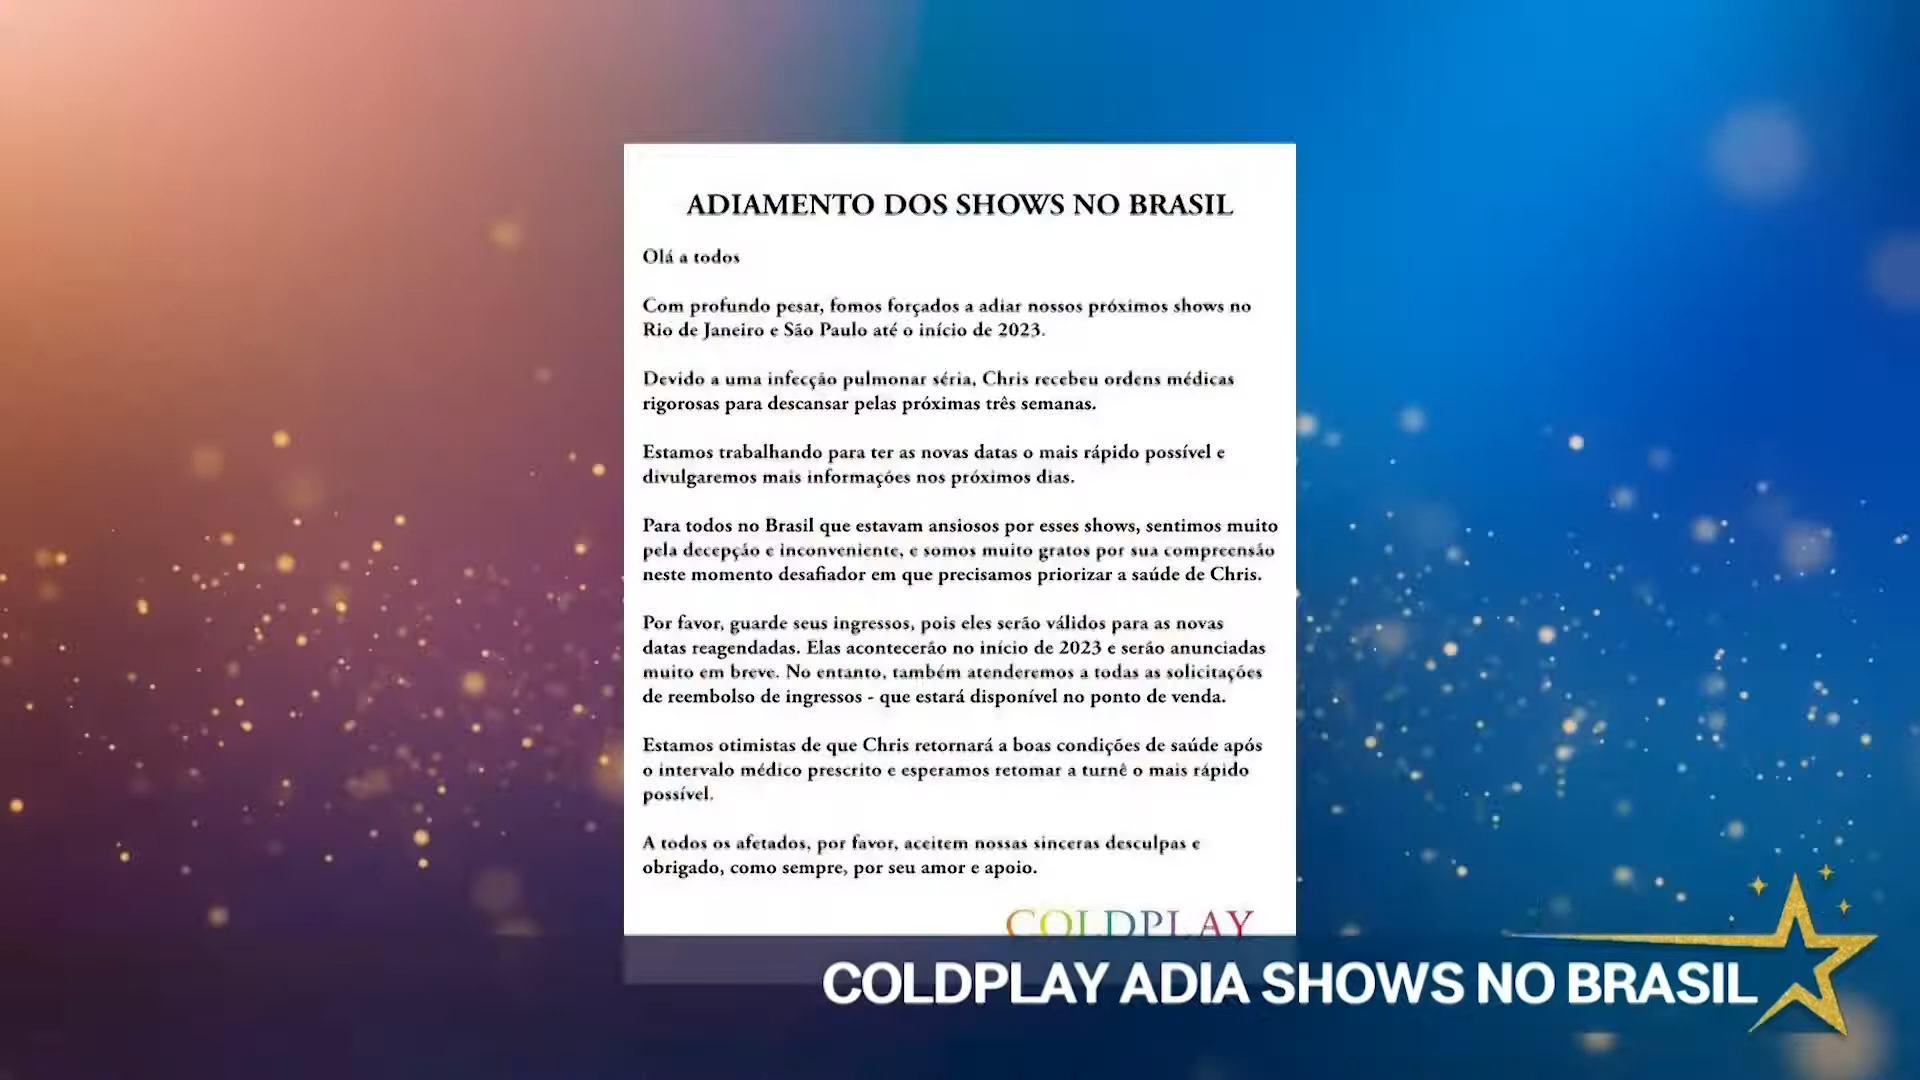 ADIAMENTO DOS SHOWS NO BRASIL
Olá a todos
Com profundo pesar, fomos forçados a adiar nossos próximos shows no
Rio de Janeiro e São Paulo até o início de 2023.
Devido a uma infecção pulmonar séria, Chris recebeu ordens médicas
rigorosas para descansar pelas próximas três semanas.
Estamos trabalhando para ter as novas datas o mais rápido possível e
divulgaremos mais informações nos próximos dias.
Para todos no Brasil que estavam ansiosos por esses shows, sentimos muito
pela decepção e inconveniente, e somos muito gratos por sua compreensão
neste momento desafiador em que precisamos priorizar a saúde de Chris.
Por favor, guarde seus ingressos, pois eles serão válidos para as novas
datas reagendadas. Elas acontecerão no início de 2023 e serão anunciadas
muito em breve. No entanto, também atenderemos a todas as solicitações
de reembolso de ingressos - que estará disponível no ponto de venda.
Estamos otimistas de que Chris retornará a boas condições de saúde após
o intervalo médico prescrito e esperamos retomar a turnê o mais rápido
possível.
A todos os afetados, por favor, aceitem nossas sinceras desculpas e
obrigado, como sempre, por seu amor e apoio.
COLDPLAY
COLDPLAY ADIA SHOWS NO BRASIL